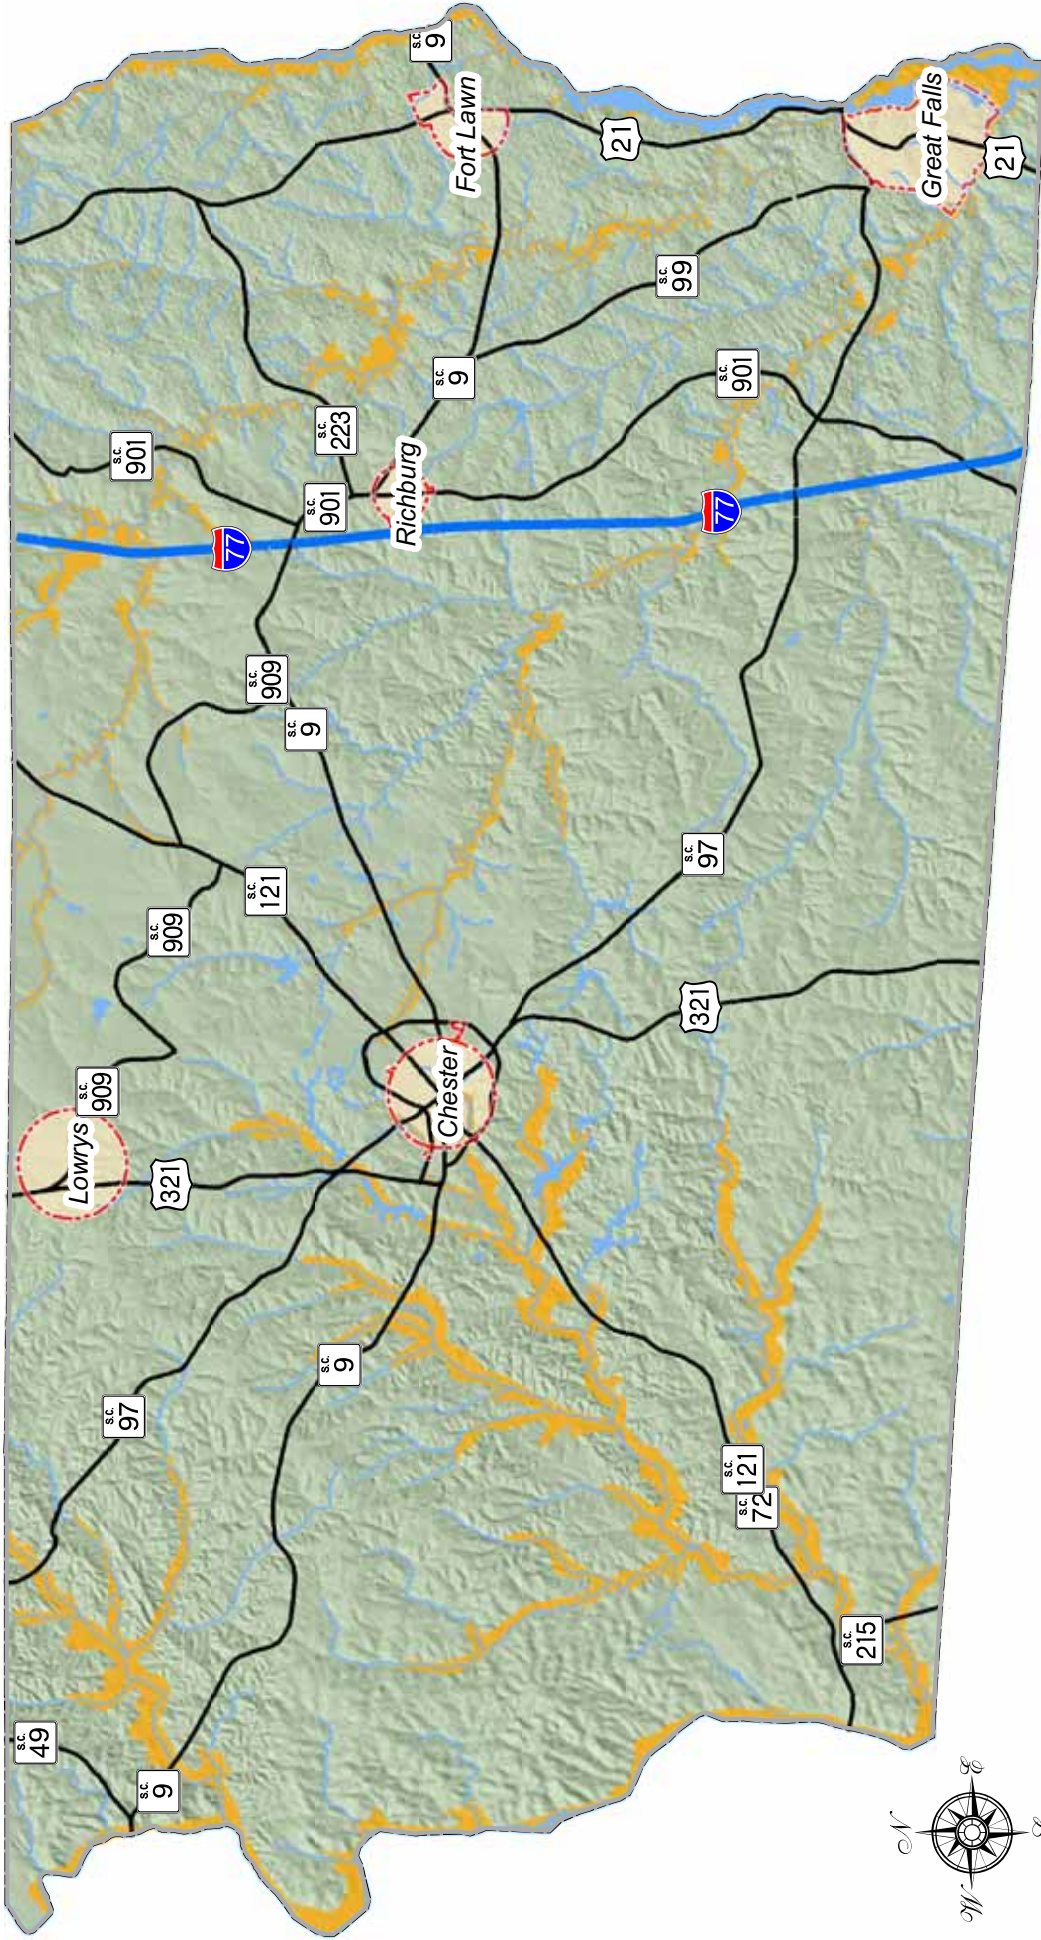 S.C.
49
Lowrys
S.C.
909
S.C.
97
S.C.
901
S.C.
9
321
S.C.
909
77
S.C.
121
S.C.
909
S.C.
9
S.C.
901
S.C.
223
S.C.
9
Richburg
S.C.
9
Chester
S.C.
9
Fort Lawn
21
S.C.
99
321
S.C.
97
77
S.C.
901
S.C.
72
S.C.
121
S.C.
215
Great Falls
21
N
W
E